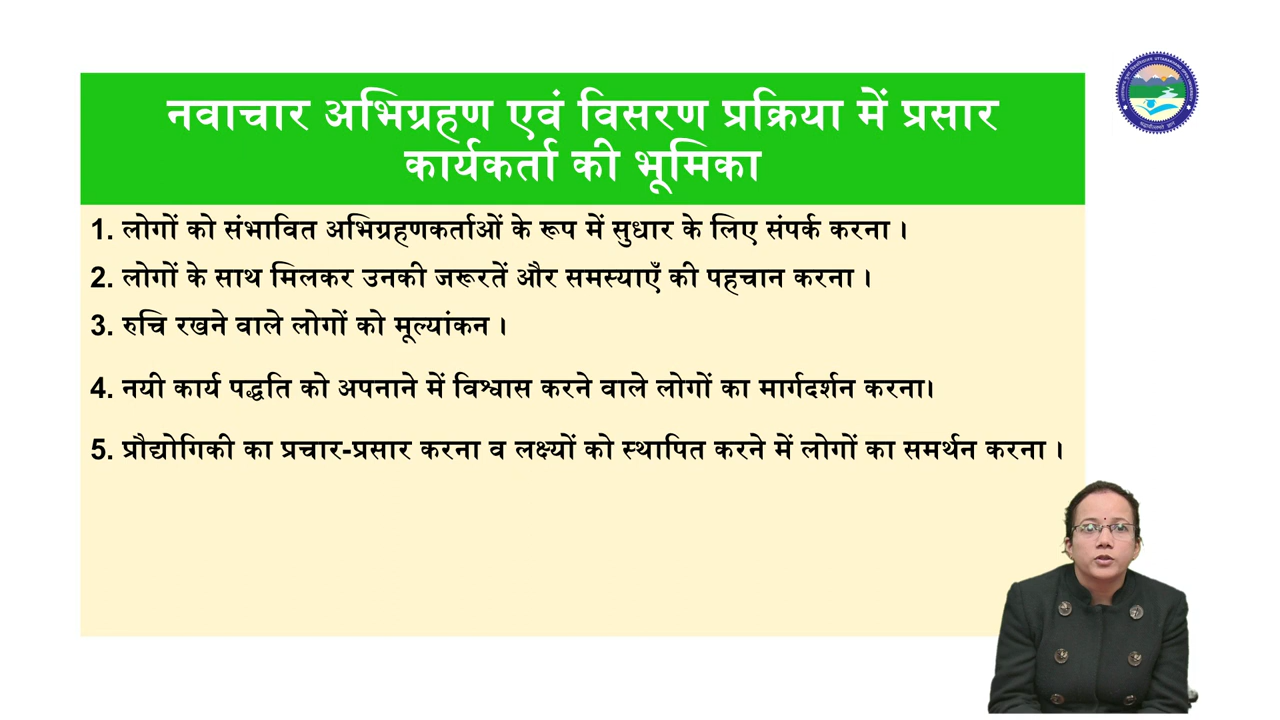 नवाचार अभिग्रहण एवं विसरण प्रक्रिया में प्रसार
कार्यकर्ता की भूमिका
1. लोगों को संभावित अभिग्रहणकर्ताओं के रूप में सुधार के लिए संपर्क करना ।
2. लोगों के साथ मिलकर उनकी जरूरतें और समस्याएँ की पहचान करना ।
3. रुचि रखने वाले लोगों को मूल्यांकन ।
4. नयी कार्य पद्धति को अपनाने में विश्वास करने वाले लोगों का मार्गदर्शन करना।
5. प्रौद्योगिकी का प्रचार-प्रसार करना व लक्ष्यों को स्थापित करने में लोगों का समर्थन करना ।